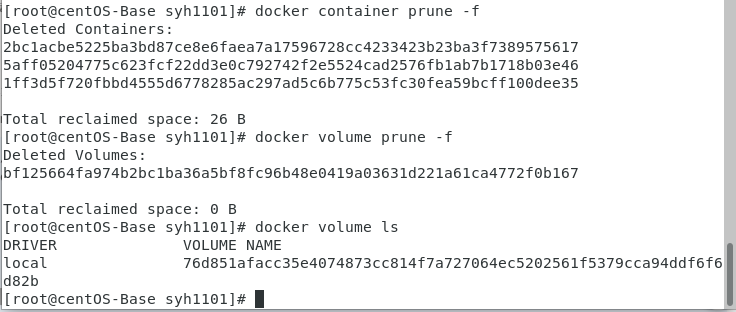 [root@centOS-Base syh1101]# docker container prune -f
Deleted Containers:
2bc1acbe5225ba3bd87ce8e6faea7a17596728cc4233423b23ba3f7389575617
5aff05204775c623fcf22dd3e0c792742f2e5524cad2576fb1ab7b1718b03e46
1ff3d5f720fbbd4555d6778285ac297ad5c6b775c53fc30fea59bcff100dee35
Total reclaimed space: 26 B
[root@centOS-Base syh1101]# docker volume prune -f
Deleted Volumes:
bf125664fa974b2bc1ba36a5bf8fc96b48e0419a03631d221a61ca4772f0b167
Total reclaimed space: 0 B
[root@centOS-Base syh1101]# docker volume ls
DRIVER              VOLUME NAME
local               76d851afacc35e4074873cc814f7a727064ec5202561f5379cca94ddf6f6
d82b
[root@centOS-Base syh1101]#